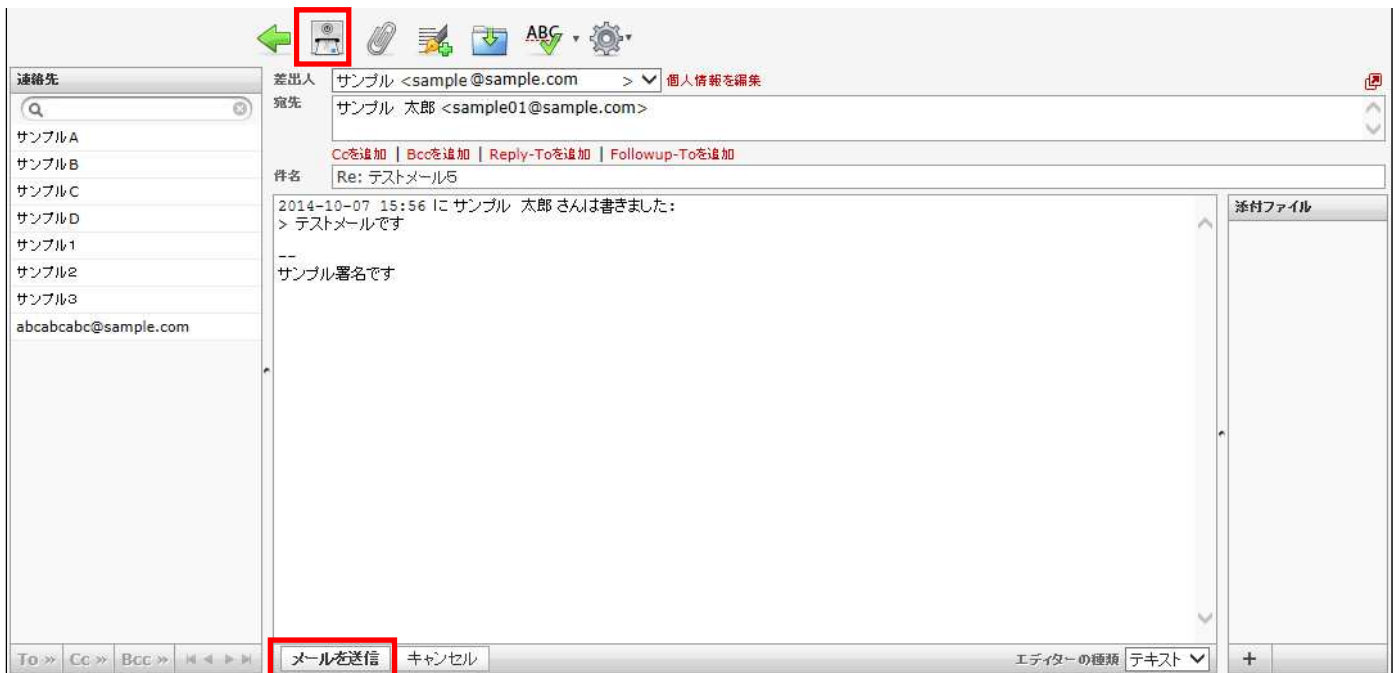 ABC
連絡先
差出人 サンプル <sample@sample.com > 個人情報を編集
宛先 サンプル 太郎 <sample01@sample.com>
サンプルA
サンプルB
Ccを追加 | Bccを追加 | Reply-Toを追加 | Followup-Toを追加
件名 Re: テストメール5
サンプルC
サンプルD
サンプル1
サンプル2
サンプル3
abcabcabc@sample.com
2014-10-07 15:56 に サンプル 太郎 さんは書きました:
> テストメールです
--
サンプル署名です
添付ファイル
To » Cc » Bcc »
メールを送信 キャンセル
エディターの種類 テキスト
+